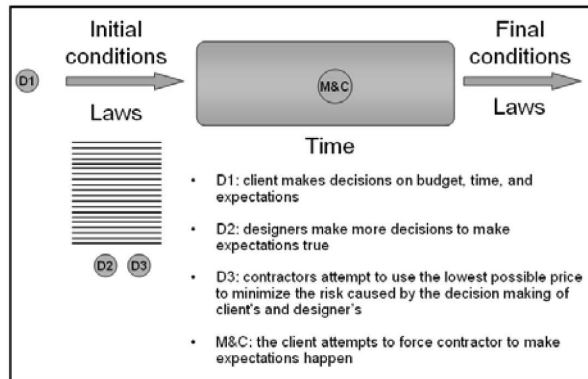 Initial
conditions
Final
conditions
D1
M&C
Laws
Laws
Time
D2 D3
• D1: client makes decisions on budget, time, and
expectations
• D2: designers make more decisions to make
expectations true
• D3: contractors attempt to use the lowest possible price
to minimize the risk caused by the decision making of
client's and designer's
• M&C: the client attempts to force contractor to make
expectations happen